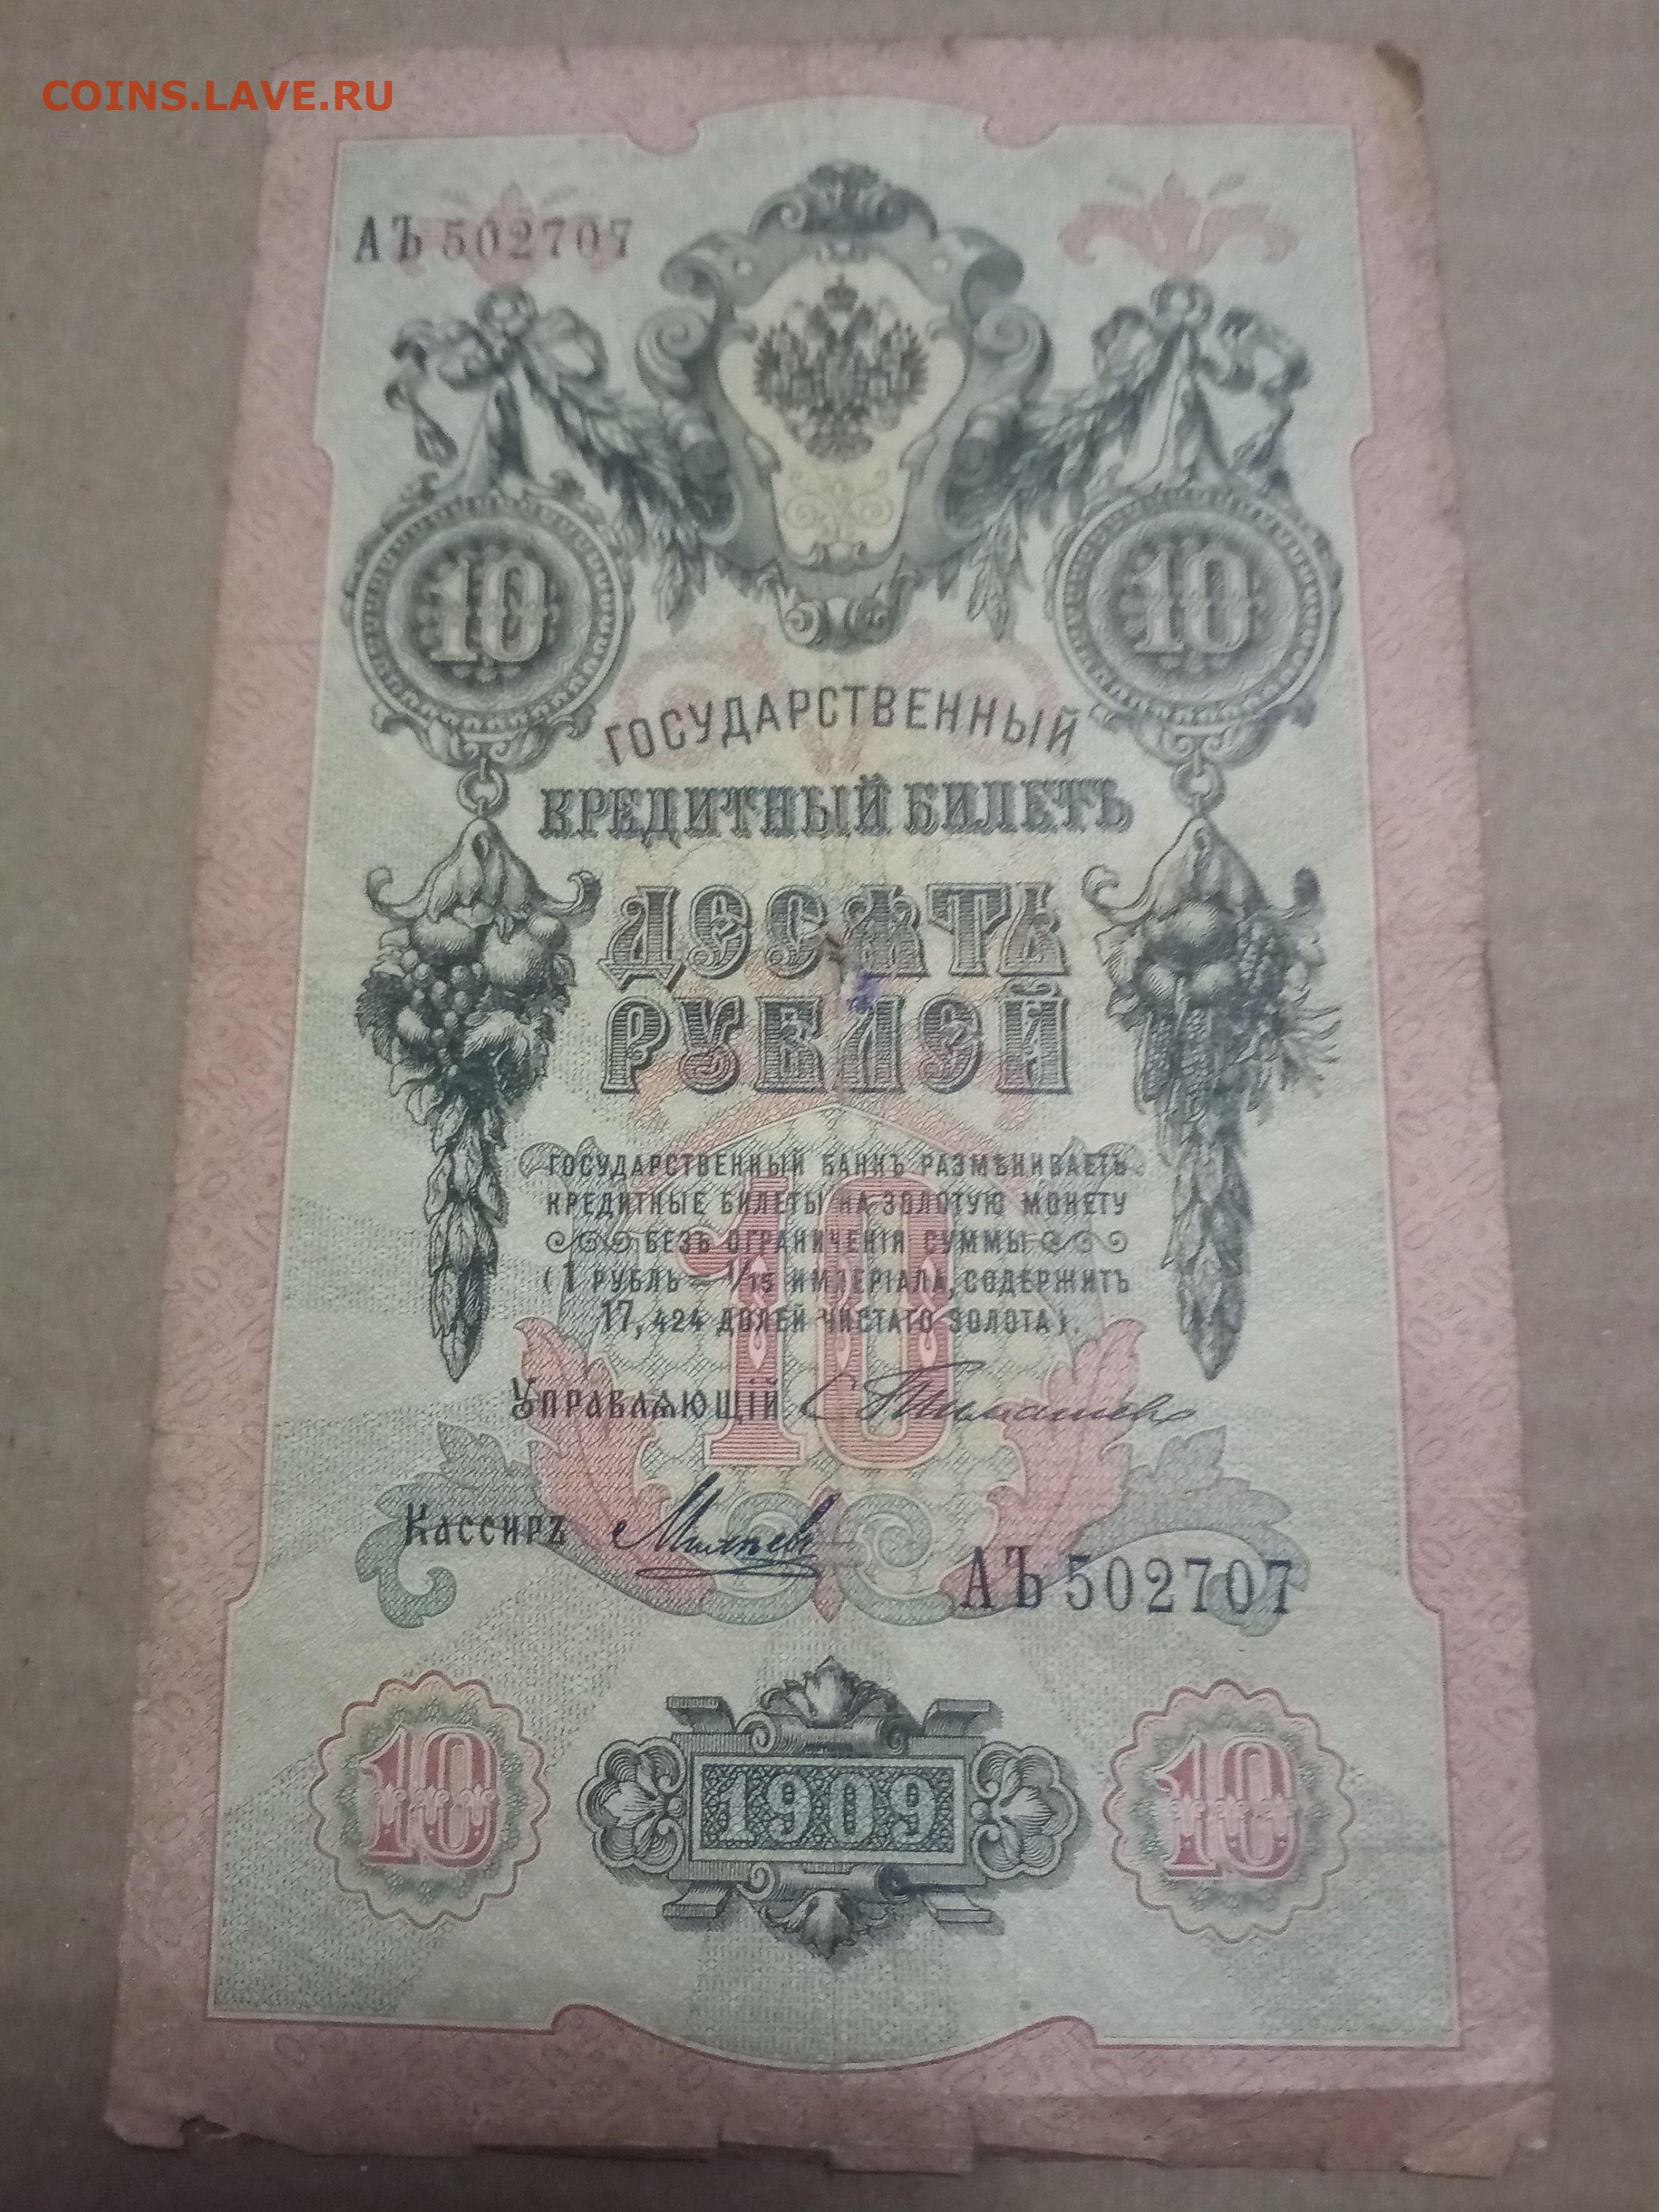 COINS.LAVE.RU
АЪ 502707
10 10
ГОСУДАРСТВЕННЫЙ
КРЕДИТНЫЙ БИЛЕТЪ
ДЕСЯТЬ
РУБЛЕЙ
ГОСУДАРСТВЕННЫЙ БАНКЪ РАЗМѢНИВАЕТЪ
КРЕДИТНЫЕ БИЛЕТЫ НА ЗОЛОТУЮ МОНЕТУ
БЕЗЪ ОГРАНИЧЕНІЯ СУММЫ
(1 РУБЛЬ = 1/15 ИМПЕРІАЛА, СОДЕРЖИТЪ
17,424 ДОЛЕЙ ЧИСТАГО ЗОЛОТА).
10
Управляющій С Тимашевъ
Кассиръ
АЪ 502707
10 1909 10